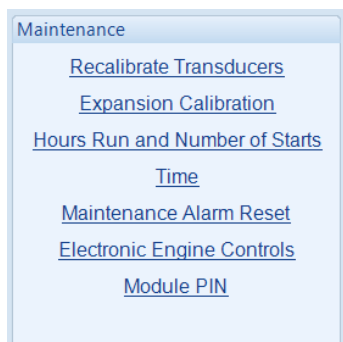 Maintenance
Recalibrate Transducers
Expansion Calibration
Hours Run and Number of Starts
Time
Maintenance Alarm Reset
Electronic Engine Controls
Module PIN